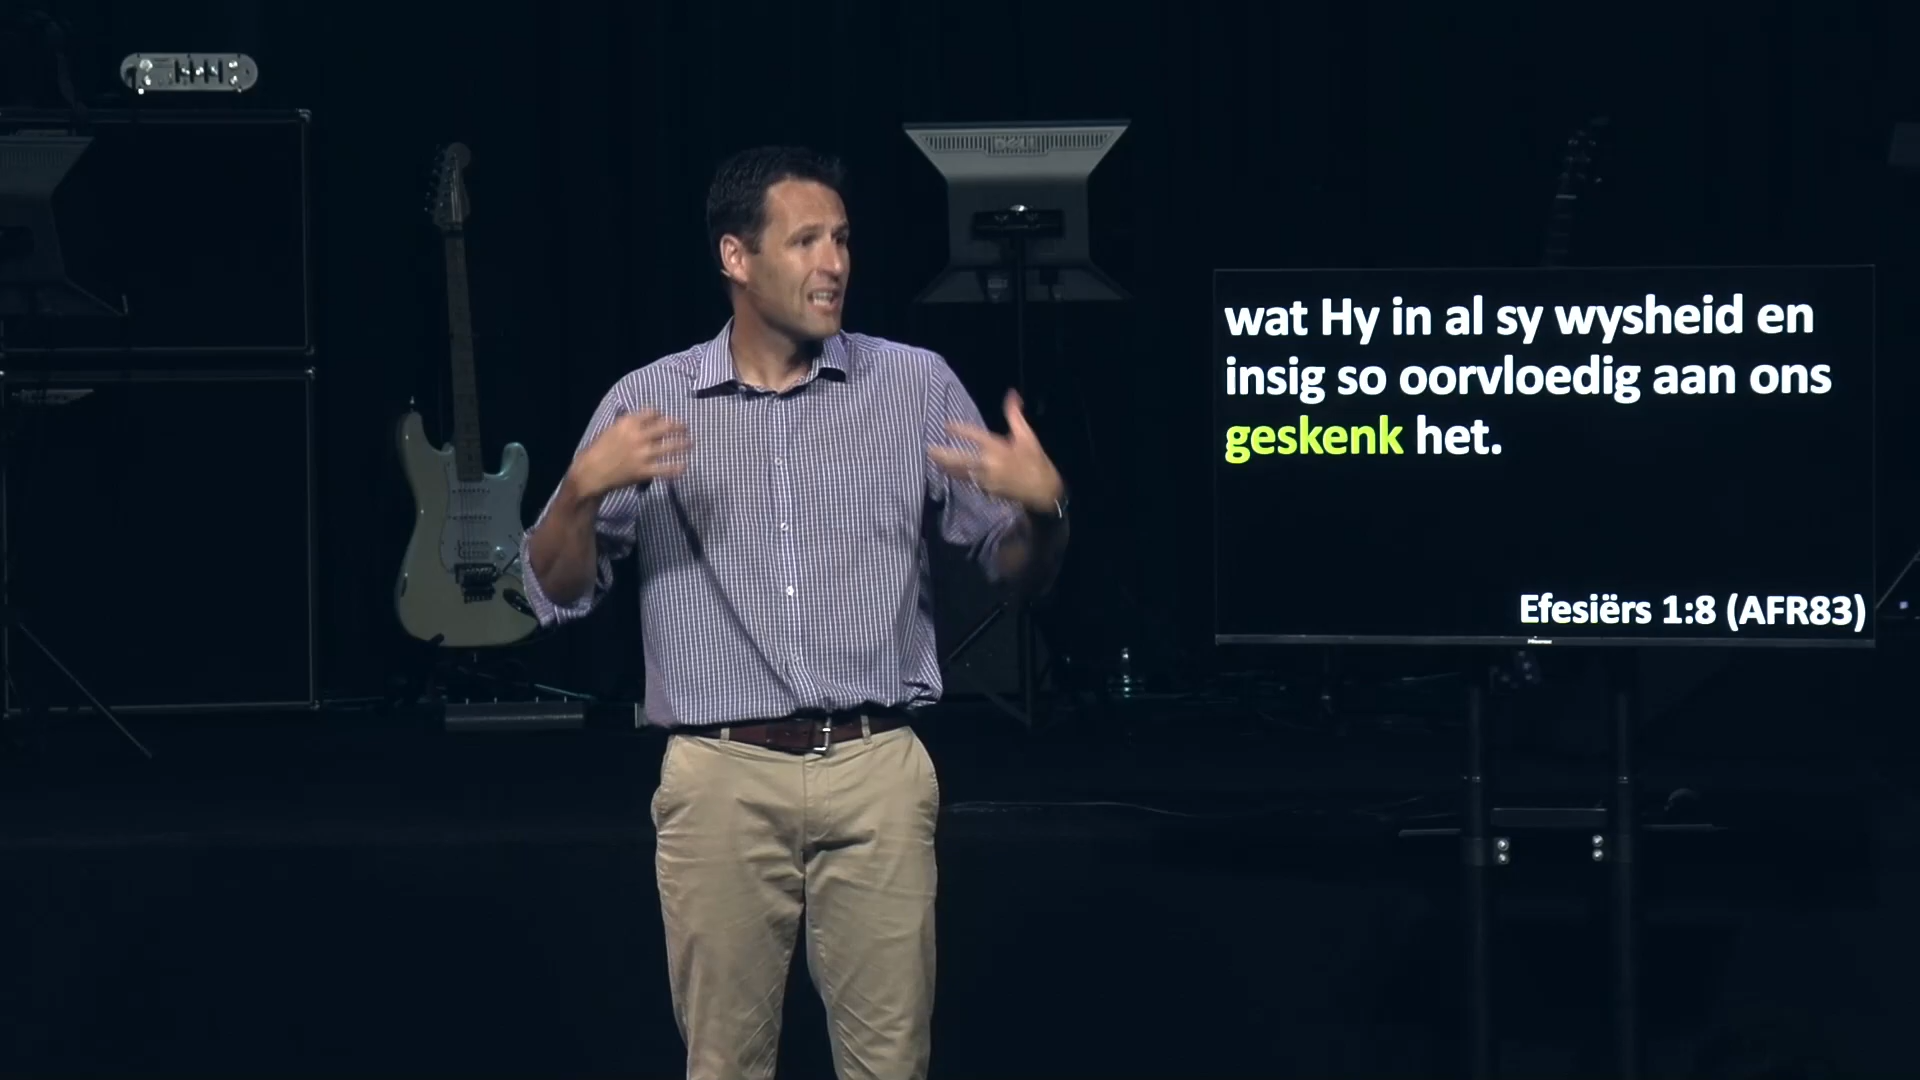 wat Hy in al sy wysheid en
insig so oorvloedig aan ons
geskenk het.
Efesiërs 1:8 (AFR83)